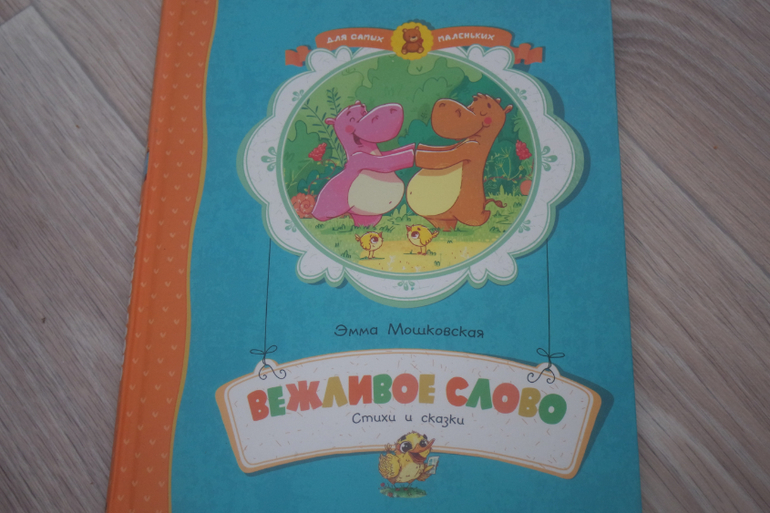 ДЛЯ САМЫХ МАЛЕНЬКИХ
Эмма Мошковская
ВЕЖЛИВОЕ СЛОВО
Стихи и сказки